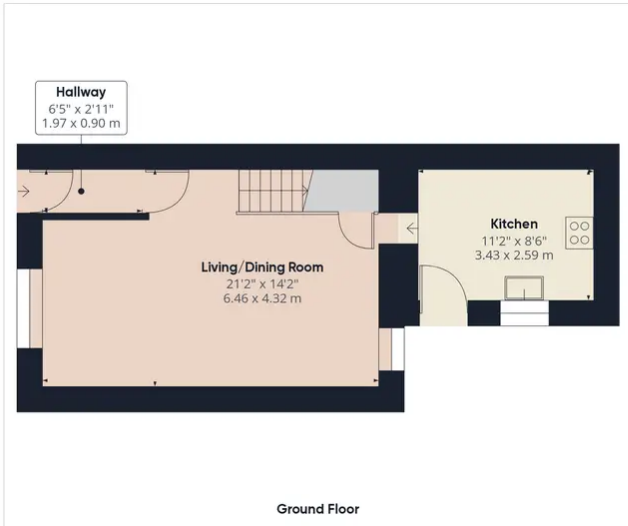 Hallway
6'5" x 2'11"
1.97 x 0.90 m
Kitchen
11'2" x 8'6"
3.43 x 2.59 m
Living/Dining Room
21'2" x 14'2"
6.46 x 4.32 m
Ground Floor